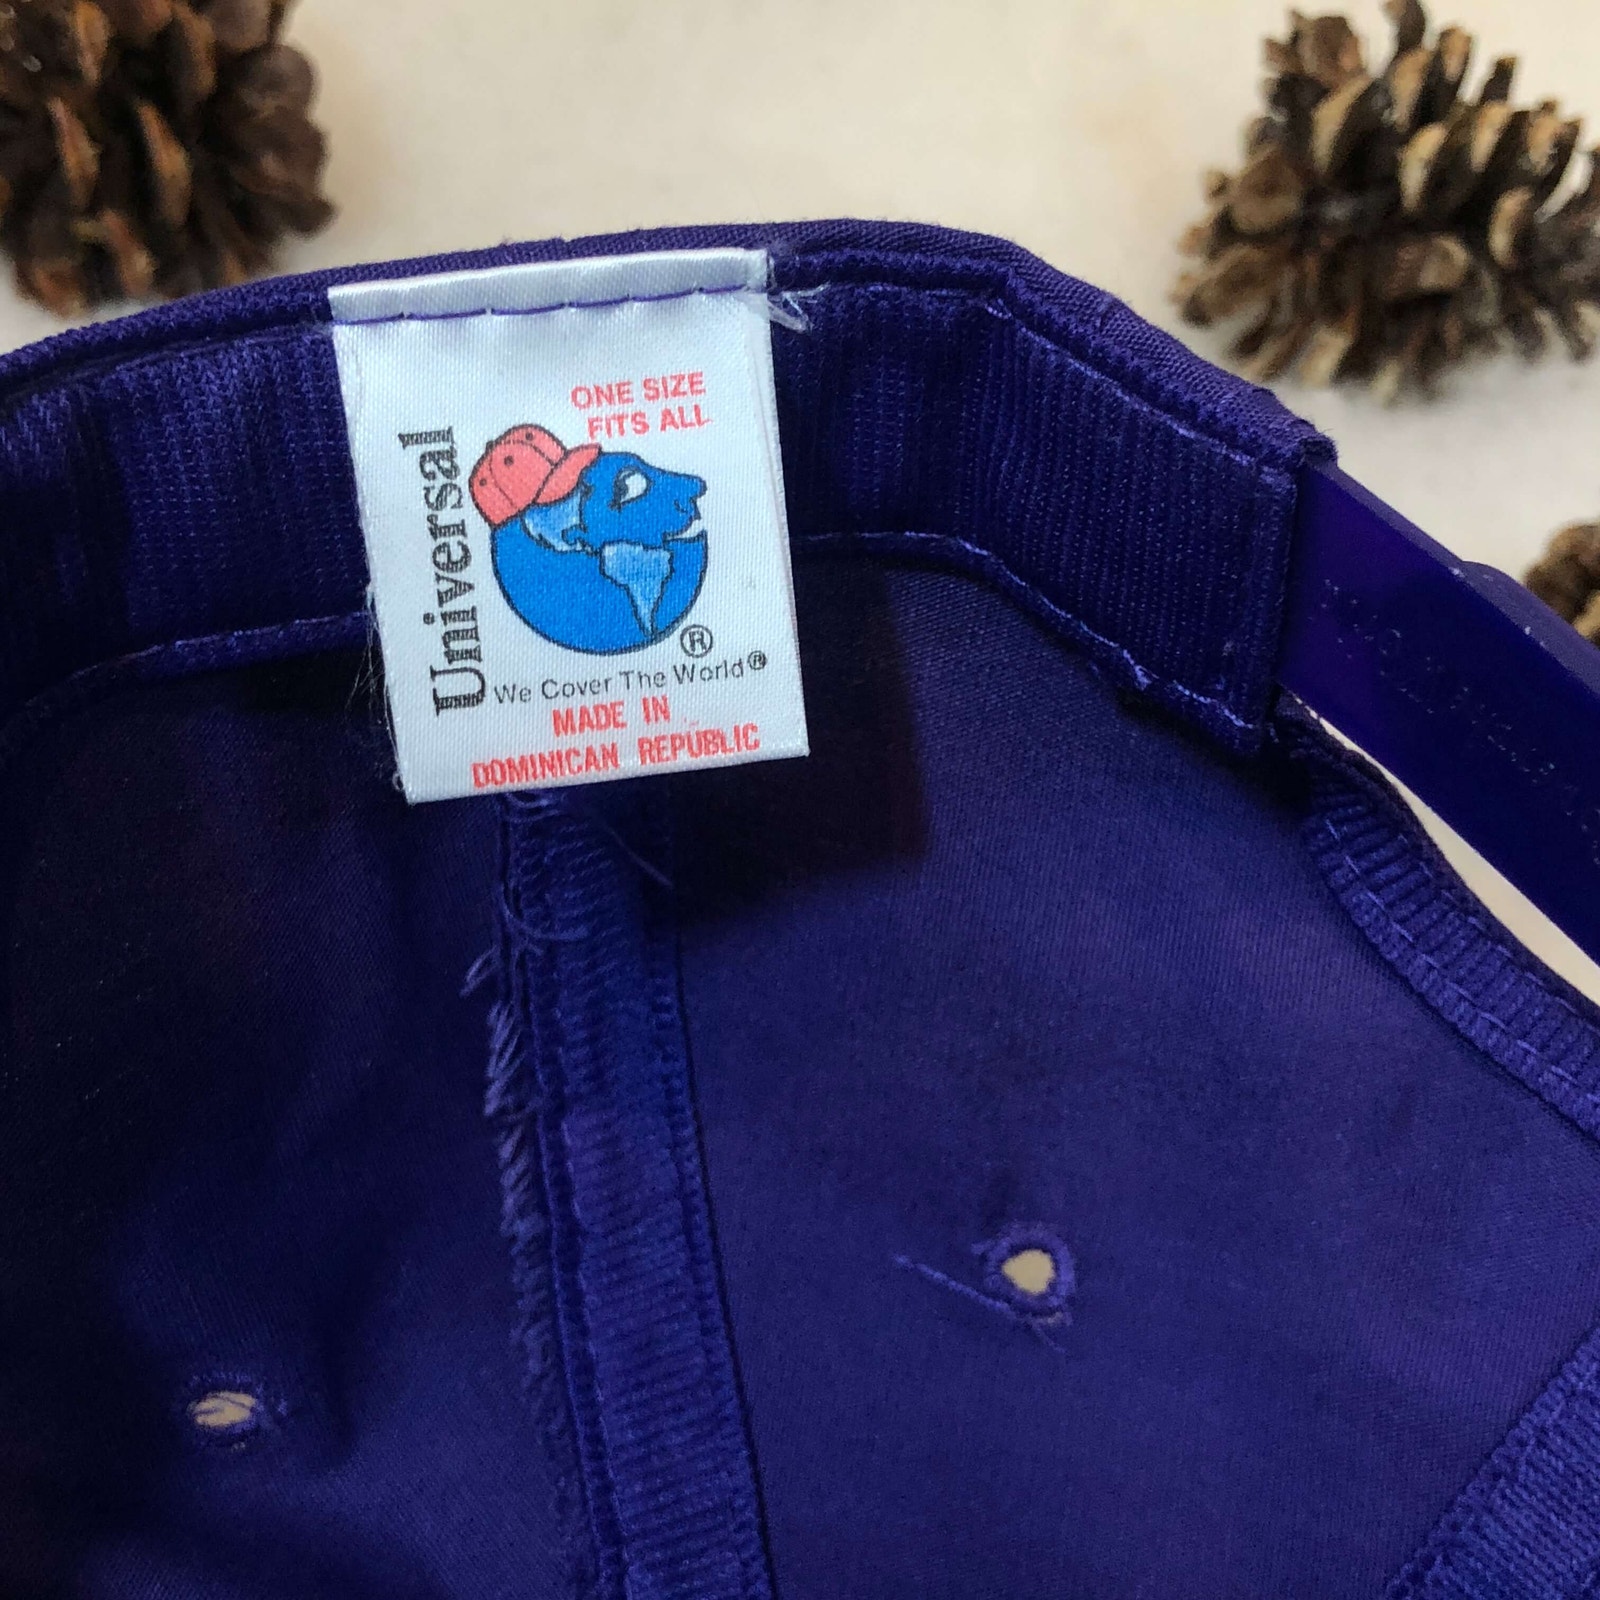 ONE SIZE
FITS ALL
Universal
®
We Cover The World®
MADE IN
DOMINICAN REPUBLIC